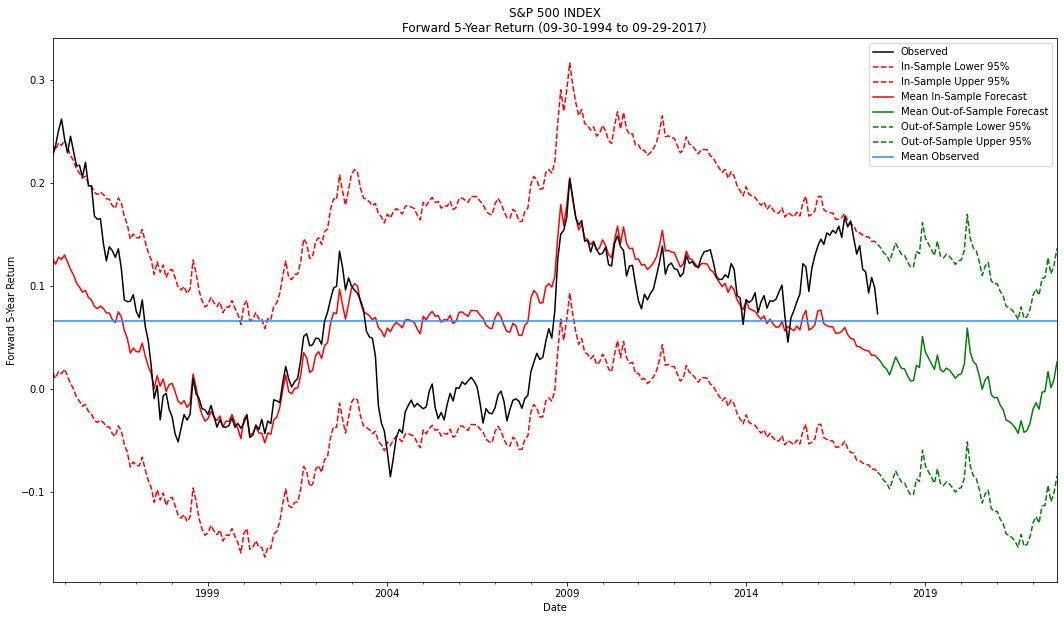 S&P 500 INDEX
Forward 5-Year Return (09-30-1994 to 09-29-2017)
Observed
In-Sample Lower 95%
In-Sample Upper 95%
Mean In-Sample Forecast
Mean Out-of-Sample Forecast
Out-of-Sample Lower 95%
Out-of-Sample Upper 95%
Mean Observed
Forward 5-Year Return
0.3
0.2
0.1
0.0
−0.1
1999
2004
2009
2014
2019
Date